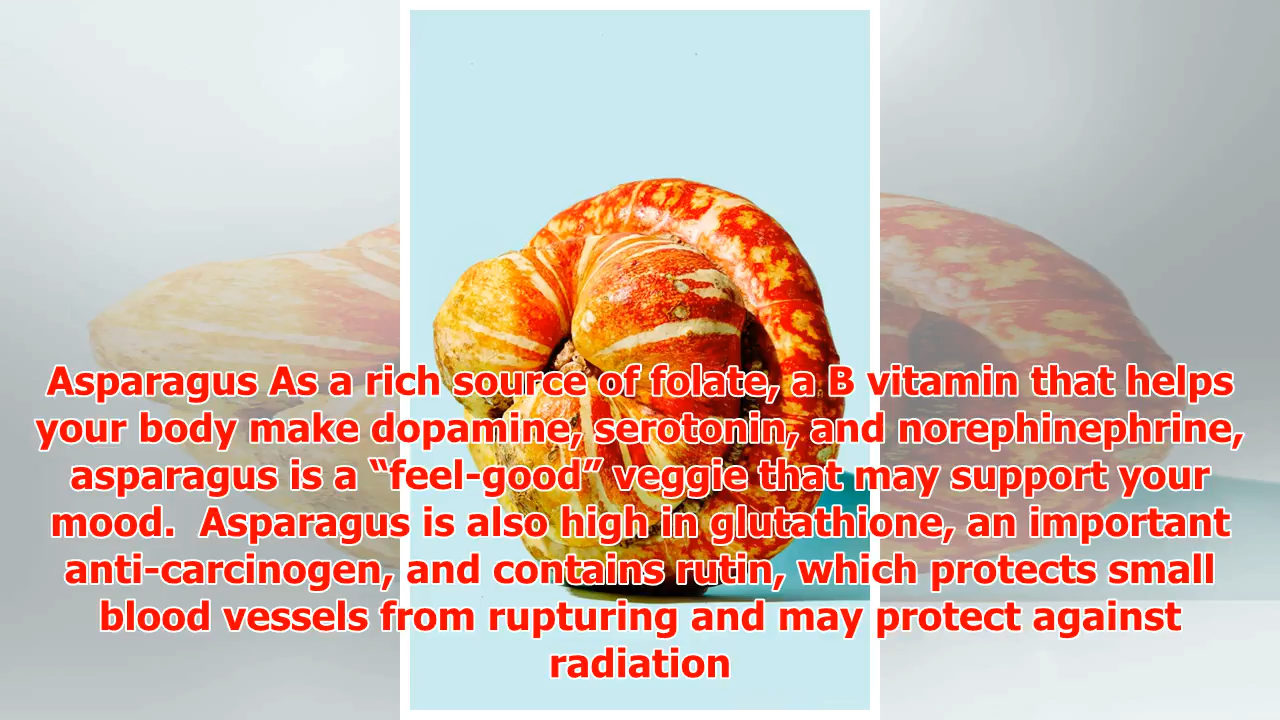 Asparagus As a rich source of folate, a B vitamin that helps
your body make dopamine, serotonin, and norephinephrine,
asparagus is a “feel-good” veggie that may support your
mood.  Asparagus is also high in glutathione, an important
anti-carcinogen, and contains rutin, which protects small
blood vessels from rupturing and may protect against
radiation